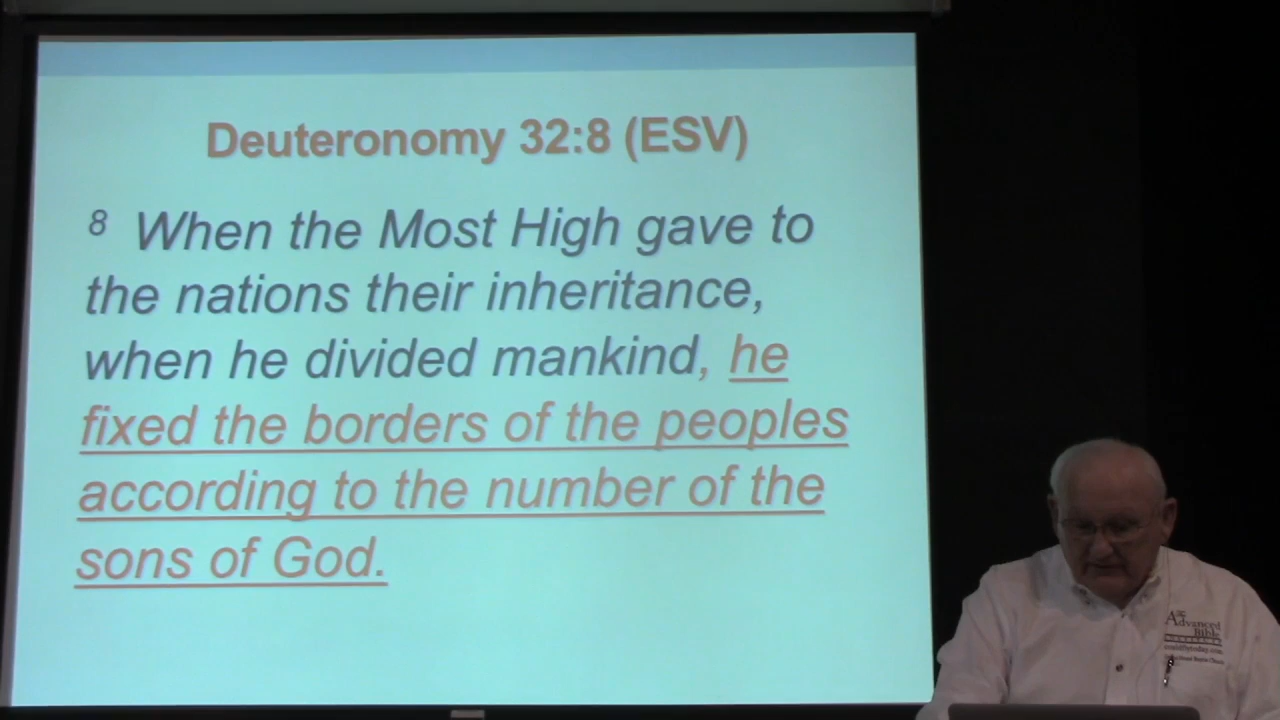 Deuteronomy 32:8 (ESV)
8 When the Most High gave to
the nations their inheritance,
when he divided mankind, he
fixed the borders of the peoples
according to the number of the
sons of God.
Advanced
Bible